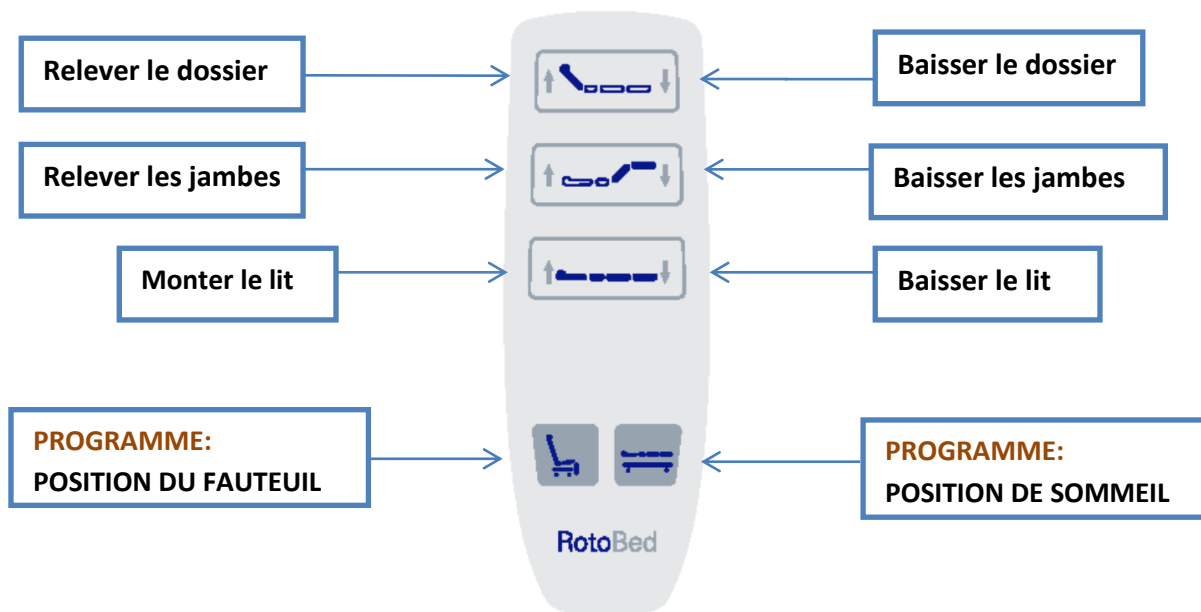 Relever le dossier
Baisser le dossier
Relever les jambes
Baisser les jambes
Monter le lit
Baisser le lit
PROGRAMME:
POSITION DU FAUTEUIL
PROGRAMME:
POSITION DE SOMMEIL
RotoBed